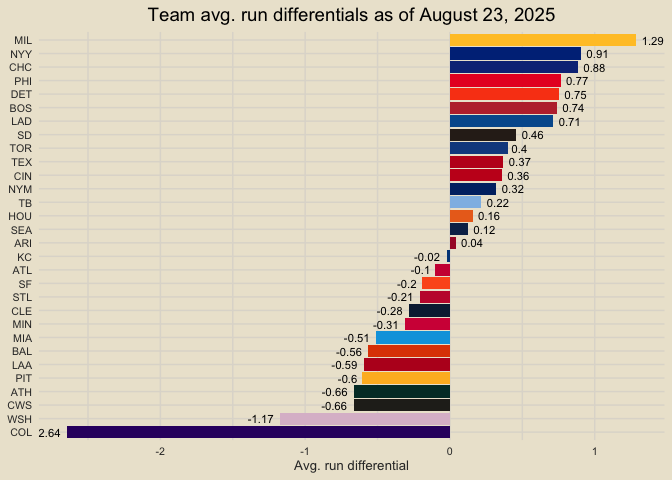 Team avg. run differentials as of August 23, 2025
MIL 1.29
NYY 0.91
CHC 0.88
PHI 0.77
DET 0.75
BOS 0.74
LAD 0.71
SD 0.46
TOR 0.4
TEX 0.37
CIN 0.36
NYM 0.32
TB 0.22
HOU 0.16
SEA 0.12
ARI 0.04
KC -0.02
ATL -0.1
SF -0.2
STL -0.21
CLE -0.28
MIN -0.31
MIA -0.51
BAL -0.56
LAA -0.59
PIT -0.6
ATH -0.66
CWS -0.66
WSH -1.17
COL 2.64
-2 -1 0 1
Avg. run differential